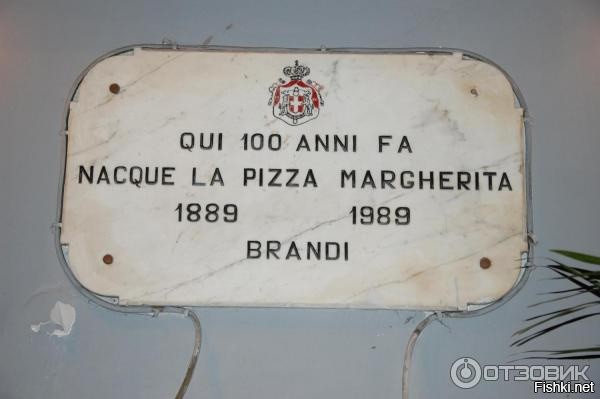 QUI 100 ANNI FA
NACQUE LA PIZZA MARGHERITA
1889 1989
BRANDI
ОТЗОВИК
Fishki.net